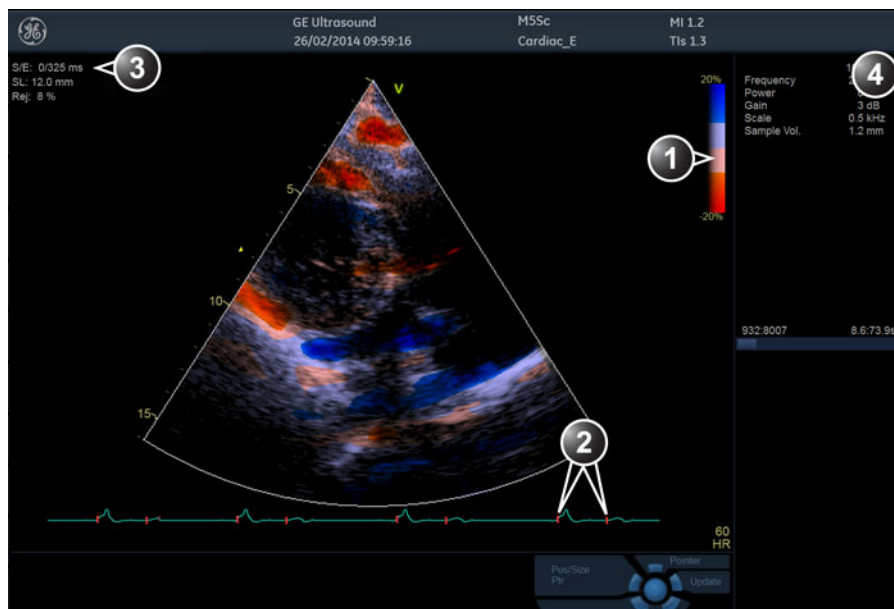 GE Ultrasound
26/02/2014 09:59:16
M5Sc
Cardiac_E
MI 1.2
TIs 1.3
S/E: 0/325 ms
SL: 12.0 mm
Rej: 8 %
3
V
20%
-20%
1
4
Frequency
Power
Gain 3 dB
Scale 0.5 kHz
Sample Vol. 1.2 mm
5
10
15
932:8007 8.6:73.9s
2
60
HR
Pos/Size
Ptr
Pointer
Update